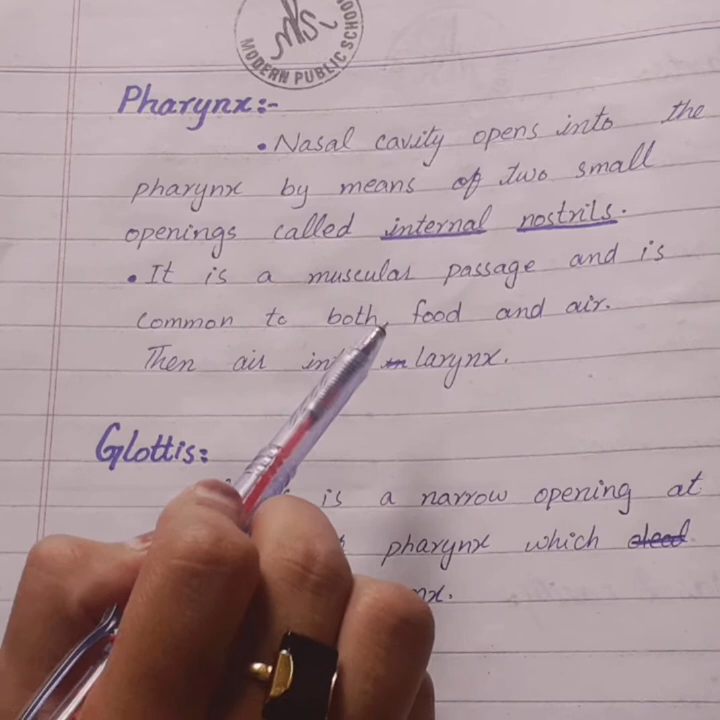 MODERN PUBLIC SCHOO
Pharynx:-
• Nasal cavity opens into the
pharynx by means of two small
openings called internal nostrils.
• It is a muscular passage and is
common to both food and air.
Then air larynx.
Glottis:
is a narrow opening at
pharynx which